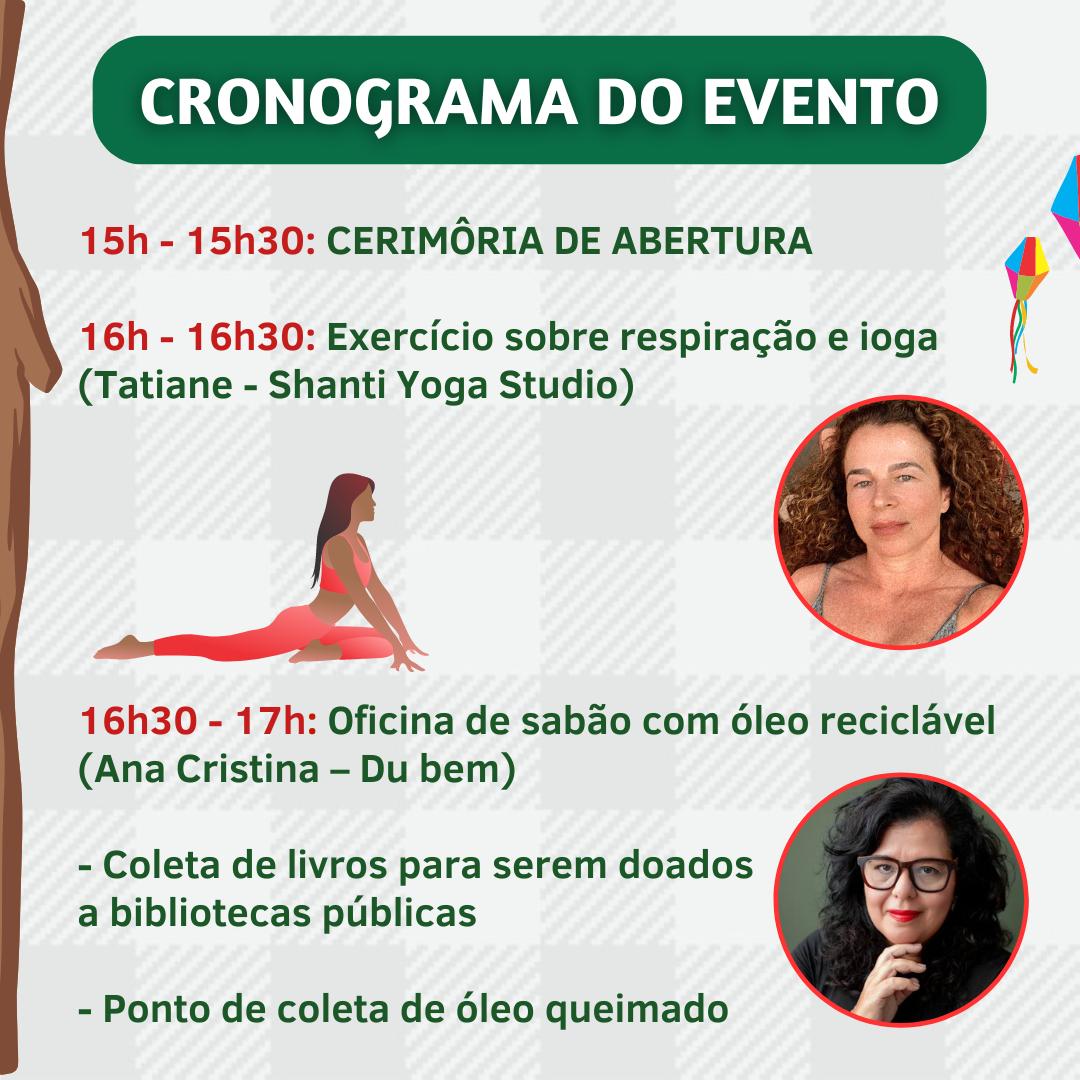 CRONOGRAMA DO EVENTO
15h - 15h30: CERIMÔRIA DE ABERTURA
16h - 16h30: Exercício sobre respiração e ioga
(Tatiane - Shanti Yoga Studio)
16h30 - 17h: Oficina de sabão com óleo reciclável
(Ana Cristina – Du bem)
- Coleta de livros para serem doados
a bibliotecas públicas
- Ponto de coleta de óleo queimado